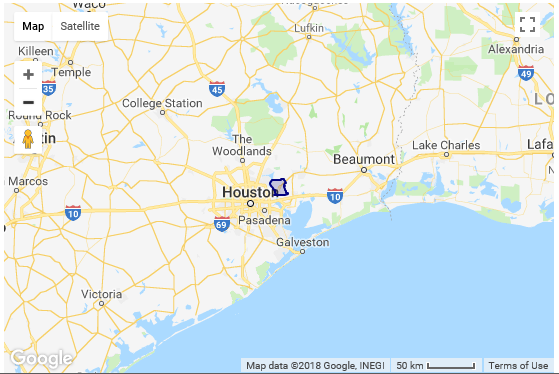 Waco
Map Satellite
Lufkin
Killeen
Temple
Alexandria
35
45
49
College Station
LO
Round Rock
The
Woodlands
Beaumont
Lake Charles
Lafa
tin
Marcos
Houston
10
10
Pasadena
69
Galveston
Victoria
Google
Map data ©2018 Google, INEGI 50 km Terms of Use